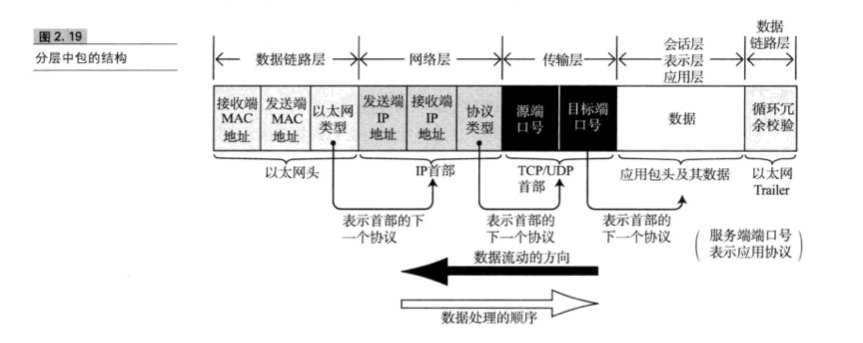 图 2.19
分层中包的结构
数据链路层
网络层
传输层
会话层
表示层
应用层
数据
链路层
接收端
MAC
地址
发送端
MAC
地址
以太网
类型
发送端
IP
地址
接收端
IP
地址
协议
类型
源端
口号
目标端
口号
数据
循环冗
余校验
以太网头
IP首部
TCP/UDP
首部
应用包头及其数据
以太网
Trailer
表示首部的下
一个协议
表示首部的
下一个协议
表示首部的
下一个协议
服务端端口号
表示应用协议
数据流动的方向
数据处理的顺序